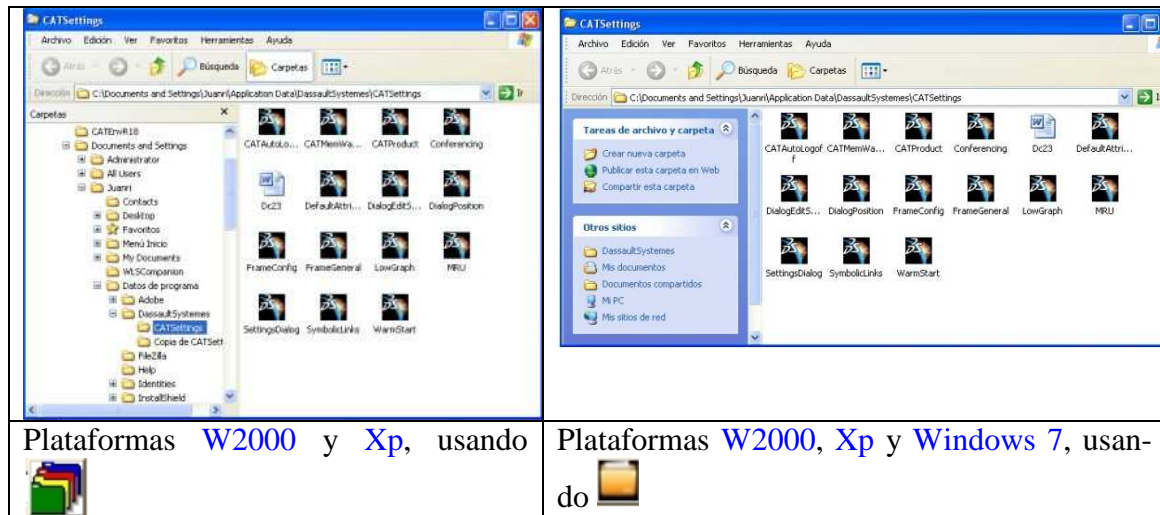 CATSettings
Archivo Edición Ver Favoritos Herramientas Ayuda
Atrás Búsqueda Carpetas
Dirección C:\Documents and Settings\Juanri\Application Data\DassaultSystemes\CATSettings Ir
Carpetas
CATEnvR18
Documents and Settings
Administrator
All Users
Juanri
Contacts
Desktop
Favoritos
Menú Inicio
My Documents
WLSCompanion
Datos de programa
Adobe
DassaultSystemes
CATSettings
Copia de CATSett
FileZilla
Help
Identities
InstallShield
CATAutoLo... CATMemWa... CATProduct Conferencing
Dc23 DefaultAttri... DialogEditS... DialogPosition
FrameConfig FrameGeneral LowGraph MRU
SettingsDialog SymbolicLinks WarmStart
CATSettings
Archivo Edición Ver Favoritos Herramientas Ayuda
Atrás Búsqueda Carpetas
Dirección C:\Documents and Settings\Juanri\Application Data\DassaultSystemes\CATSettings
Tareas de archivo y carpeta
Crear nueva carpeta
Publicar esta carpeta en Web
Compartir esta carpeta
Otros sitios
DassaultSystemes
Mis documentos
Documentos compartidos
Mi PC
Mis sitios de red
CATAutoLogoff CATMemWa... CATProduct Conferencing Dc23 DefaultAttri...
DialogEditS... DialogPosition FrameConfig FrameGeneral LowGraph MRU
SettingsDialog SymbolicLinks WarmStart
Plataformas W2000 y Xp, usando
Plataformas W2000, Xp y Windows 7, usan-
do